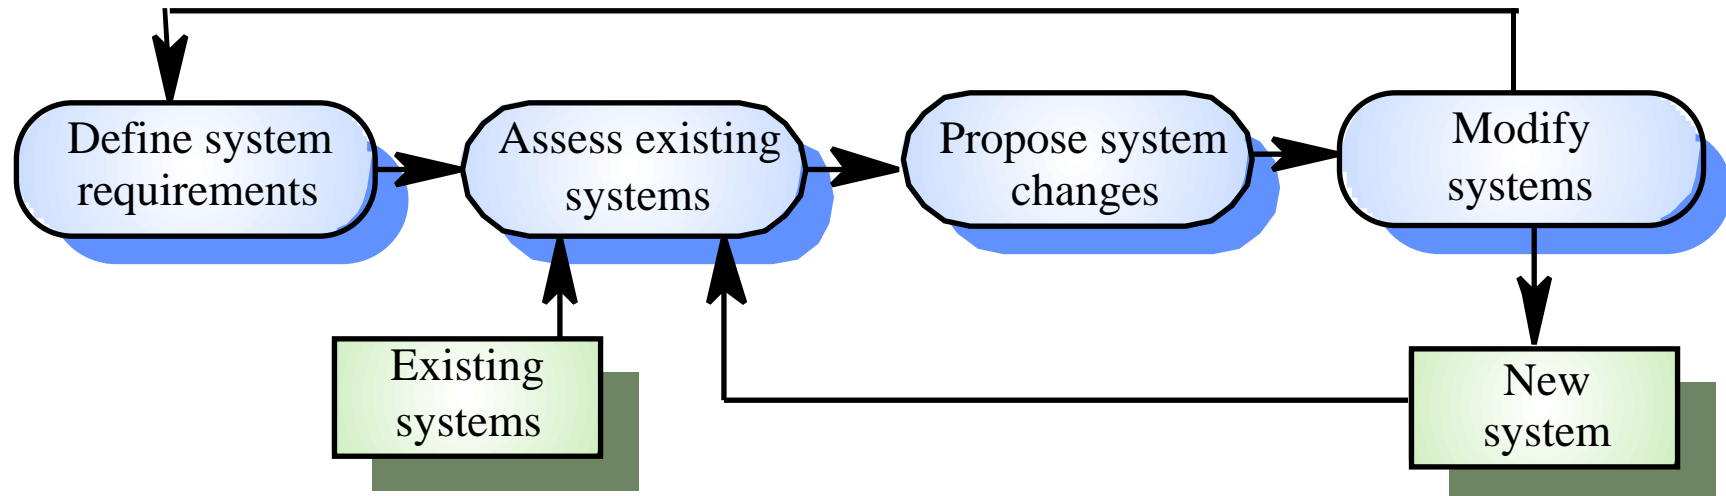 Define system
requirements
Assess existing
systems
Propose system
changes
Modify
systems
Existing
systems
New
system